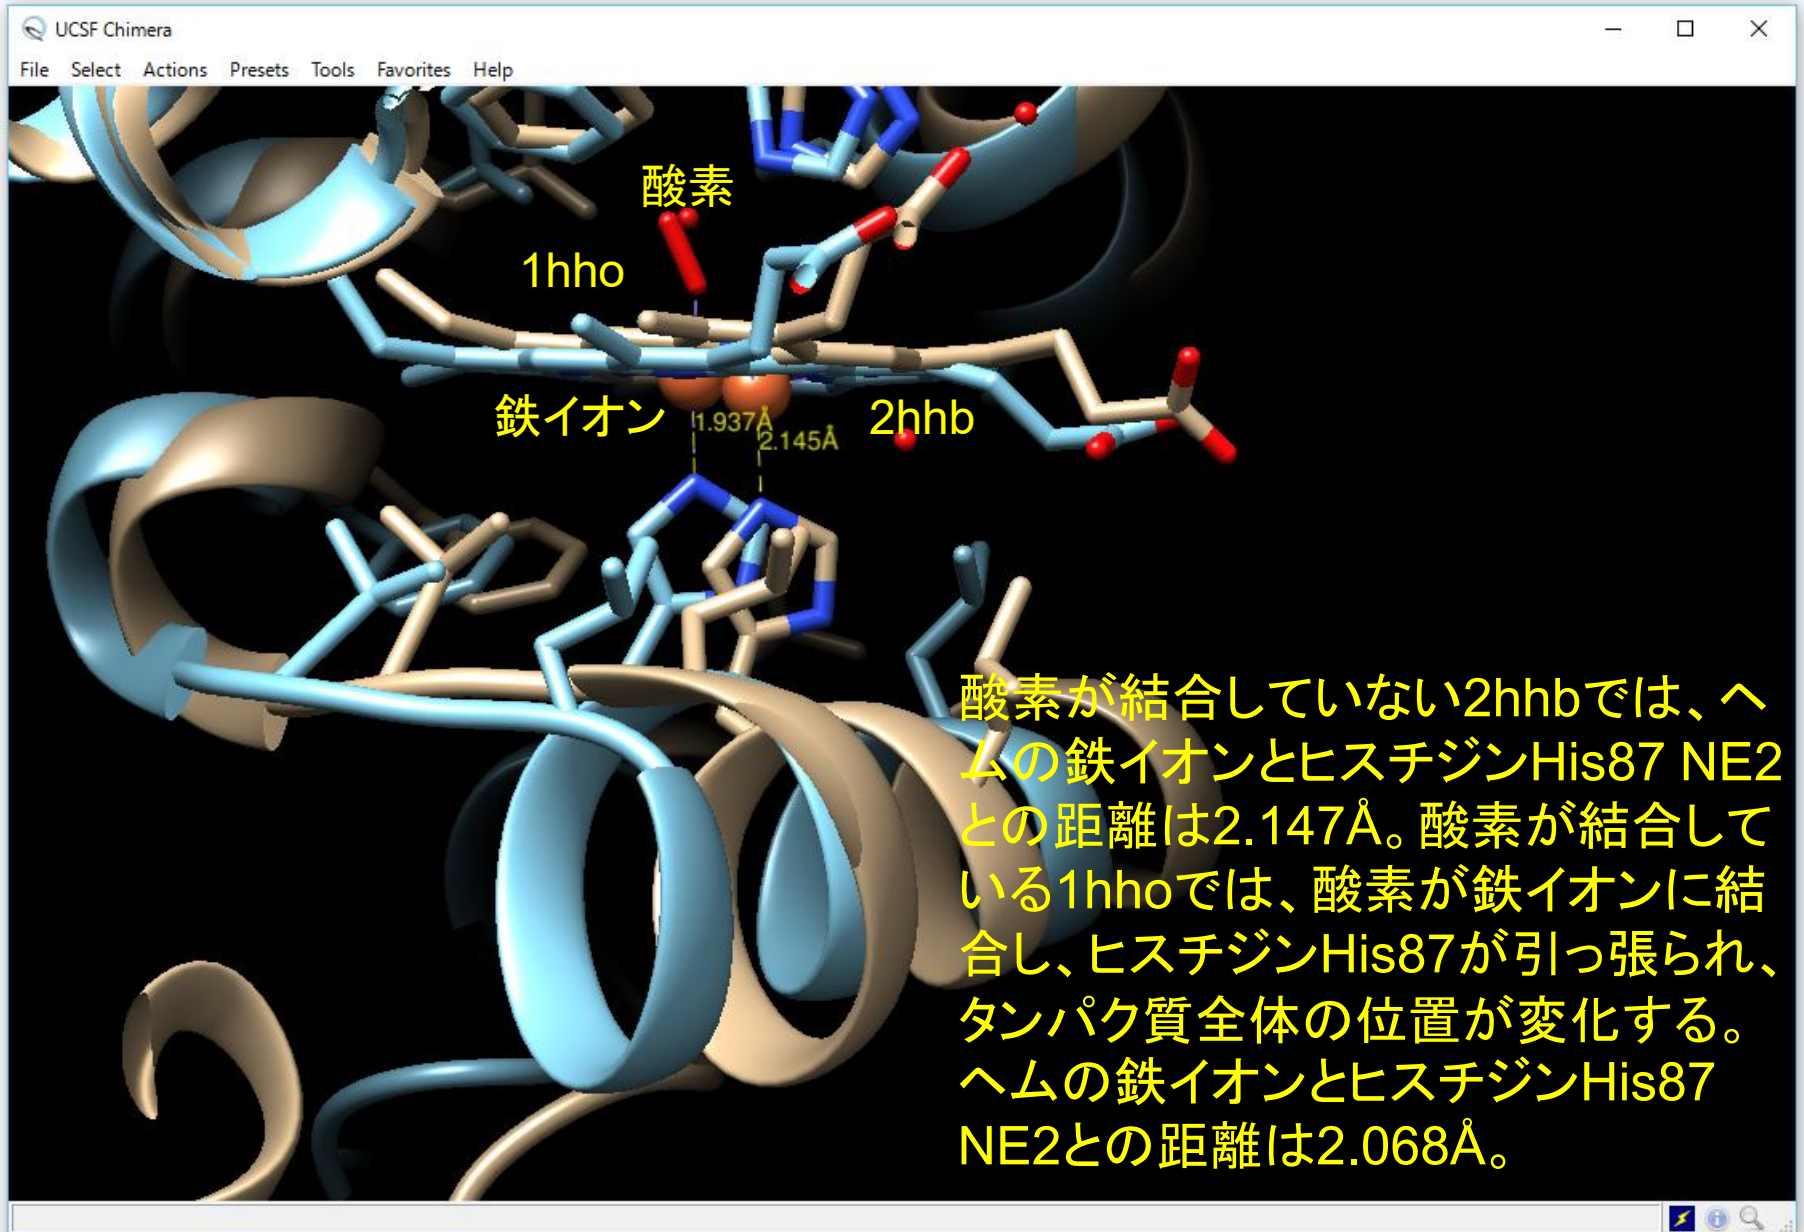 UCSF Chimera
File Select Actions Presets Tools Favorites Help
酸素
1hho
鉄イオン
1.937Å
2.145Å
2hhb
酸素が結合していない2hhbでは、ヘ
ムの鉄イオンとヒスチジンHis87 NE2
との距離は2.147Å。酸素が結合して
いる1hhoでは、酸素が鉄イオンに結
合し、ヒスチジンHis87が引っ張られ、
タンパク質全体の位置が変化する。
ヘムの鉄イオンとヒスチジンHis87
NE2との距離は2.068Å。